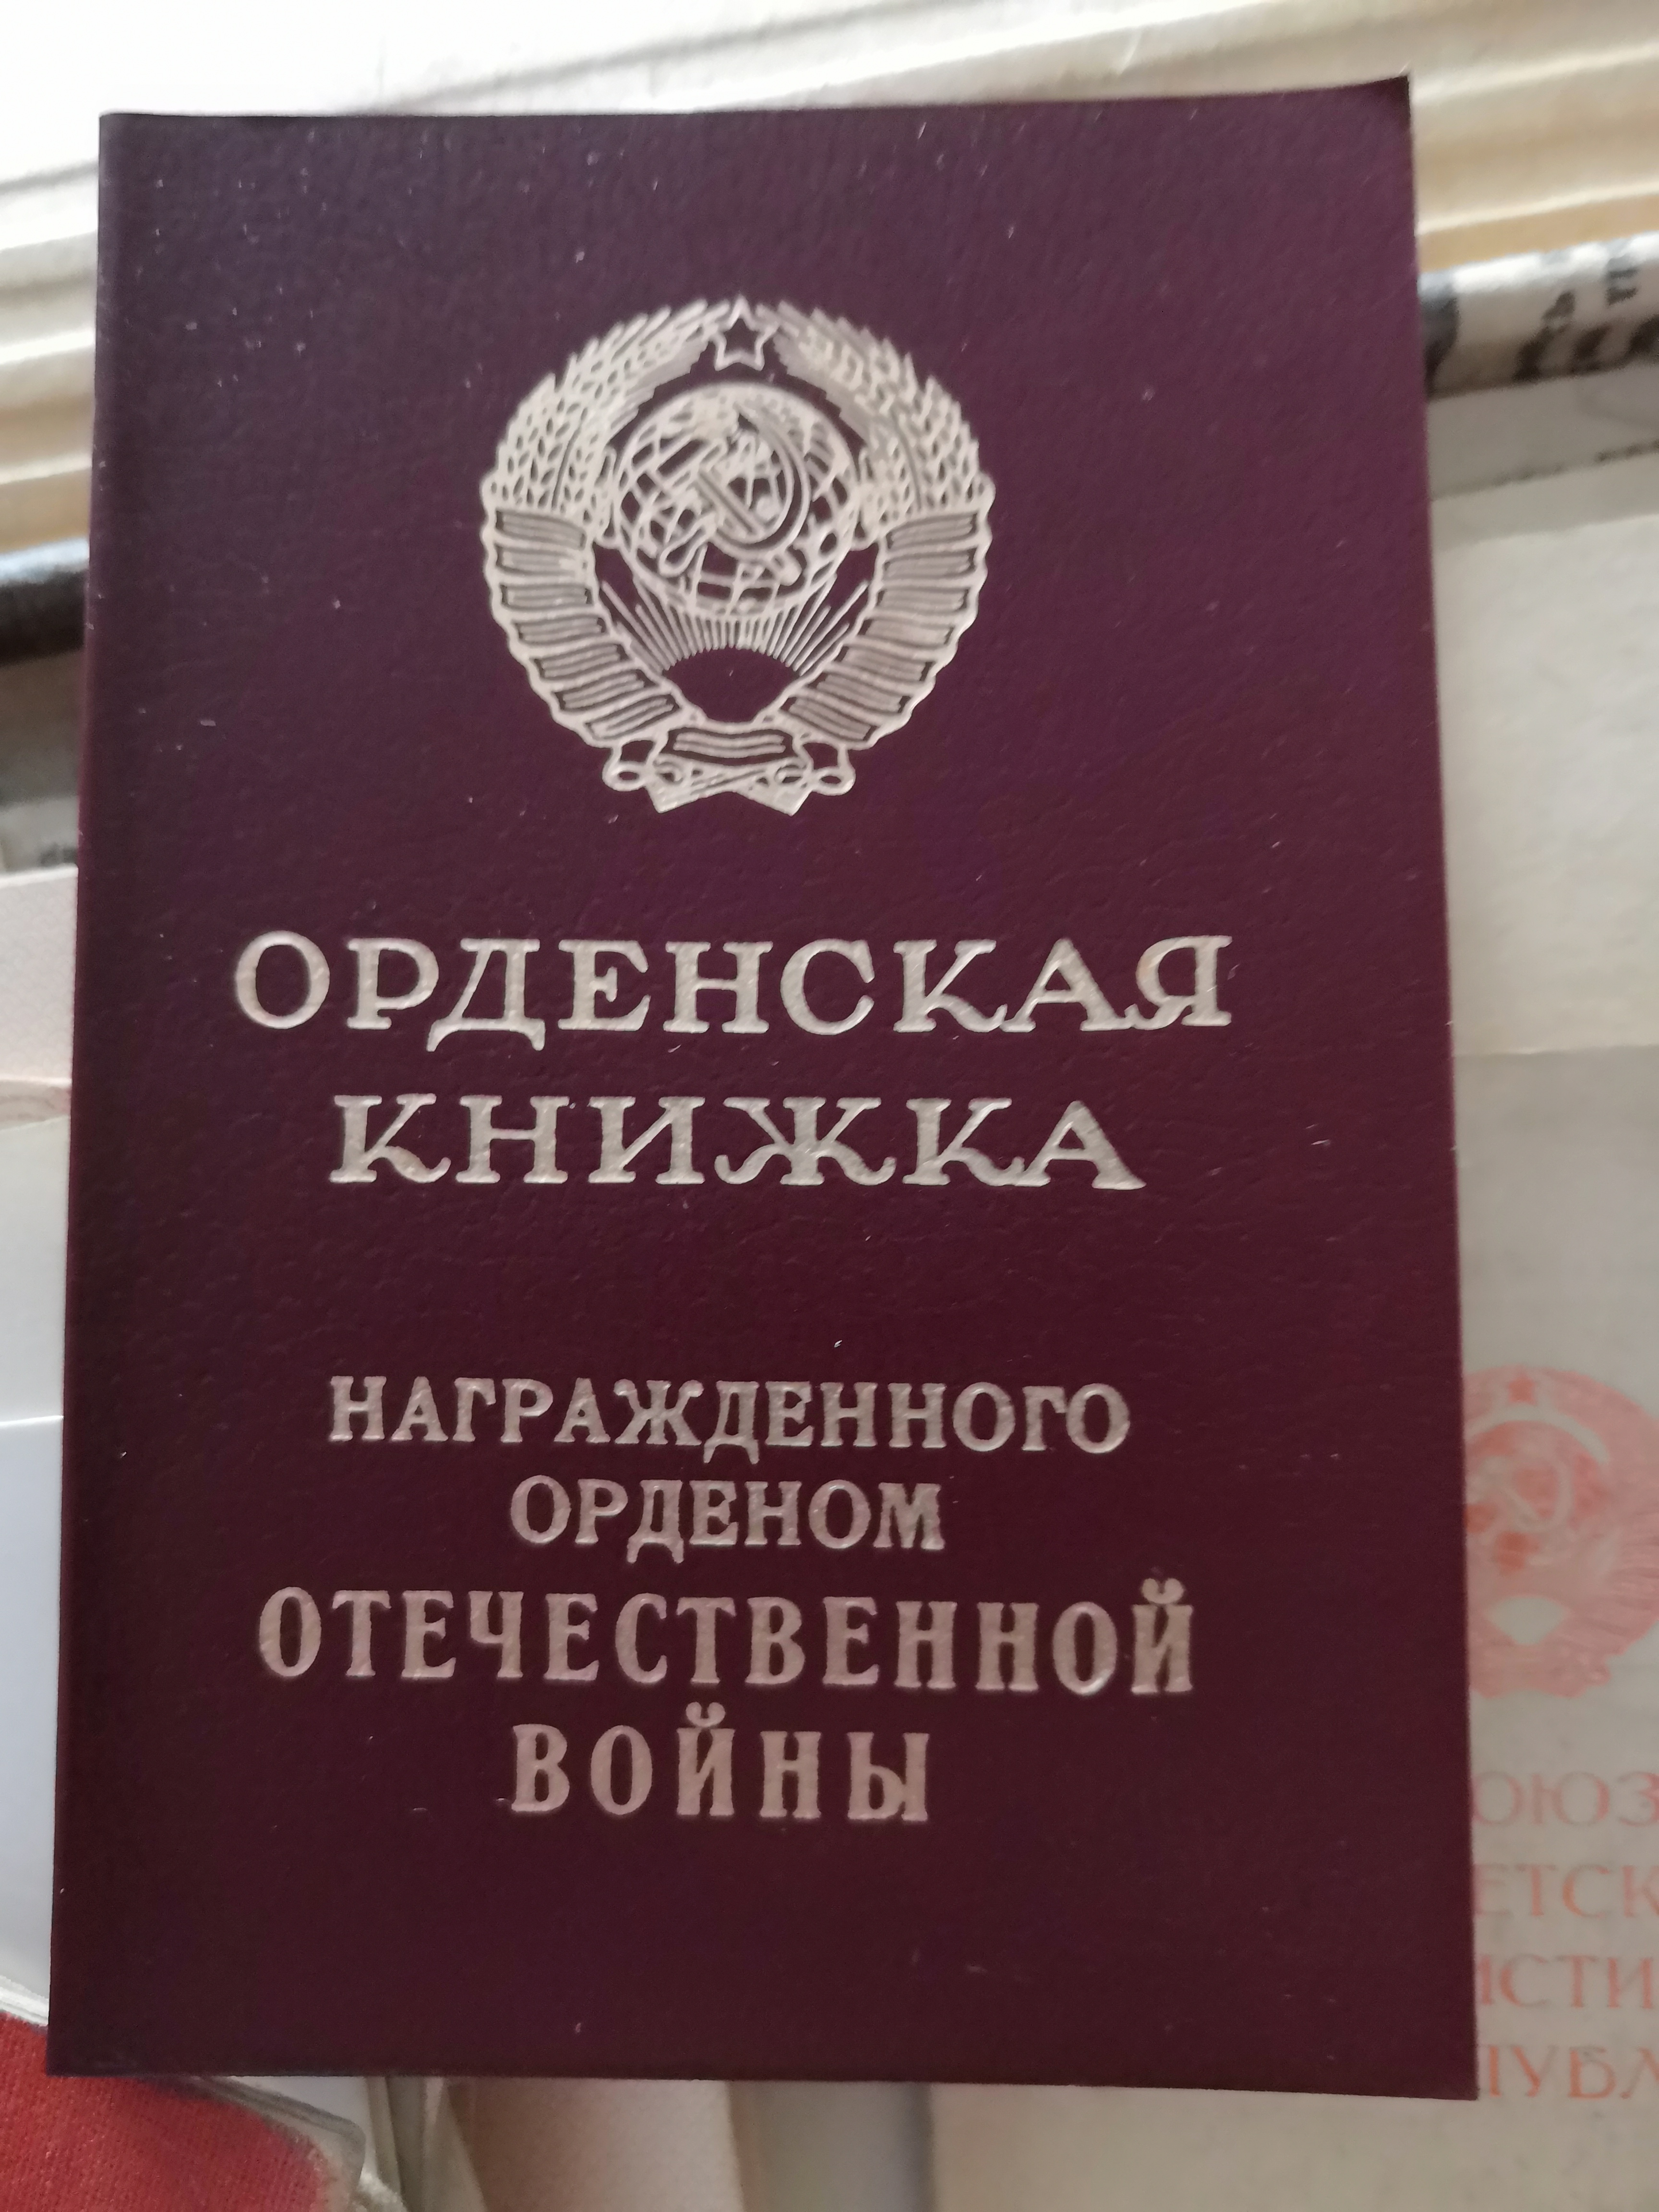 ОРДЕНСКАЯ
КНИЖКА
НАГРАЖДЕННОГО
ОРДЕНОМ
ОТЕЧЕСТВЕННОЙ
ВОЙНЫ